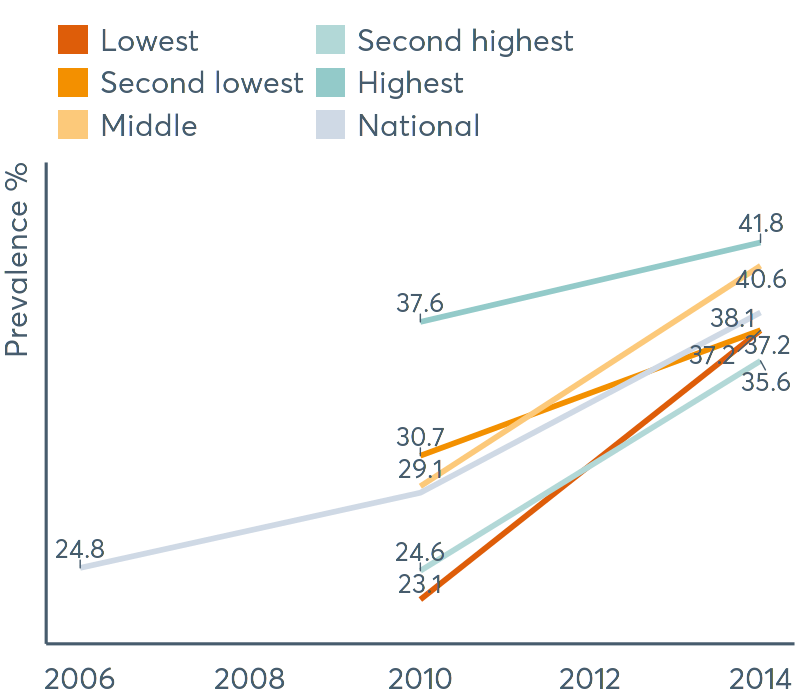 Lowest
Second highest
Second lowest
Highest
Middle
National
Prevalence %
41.8
40.6
37.6
38.1
37.2
37.2
35.6
30.7
29.1
24.8
24.6
23.1
2006
2008
2010
2012
2014